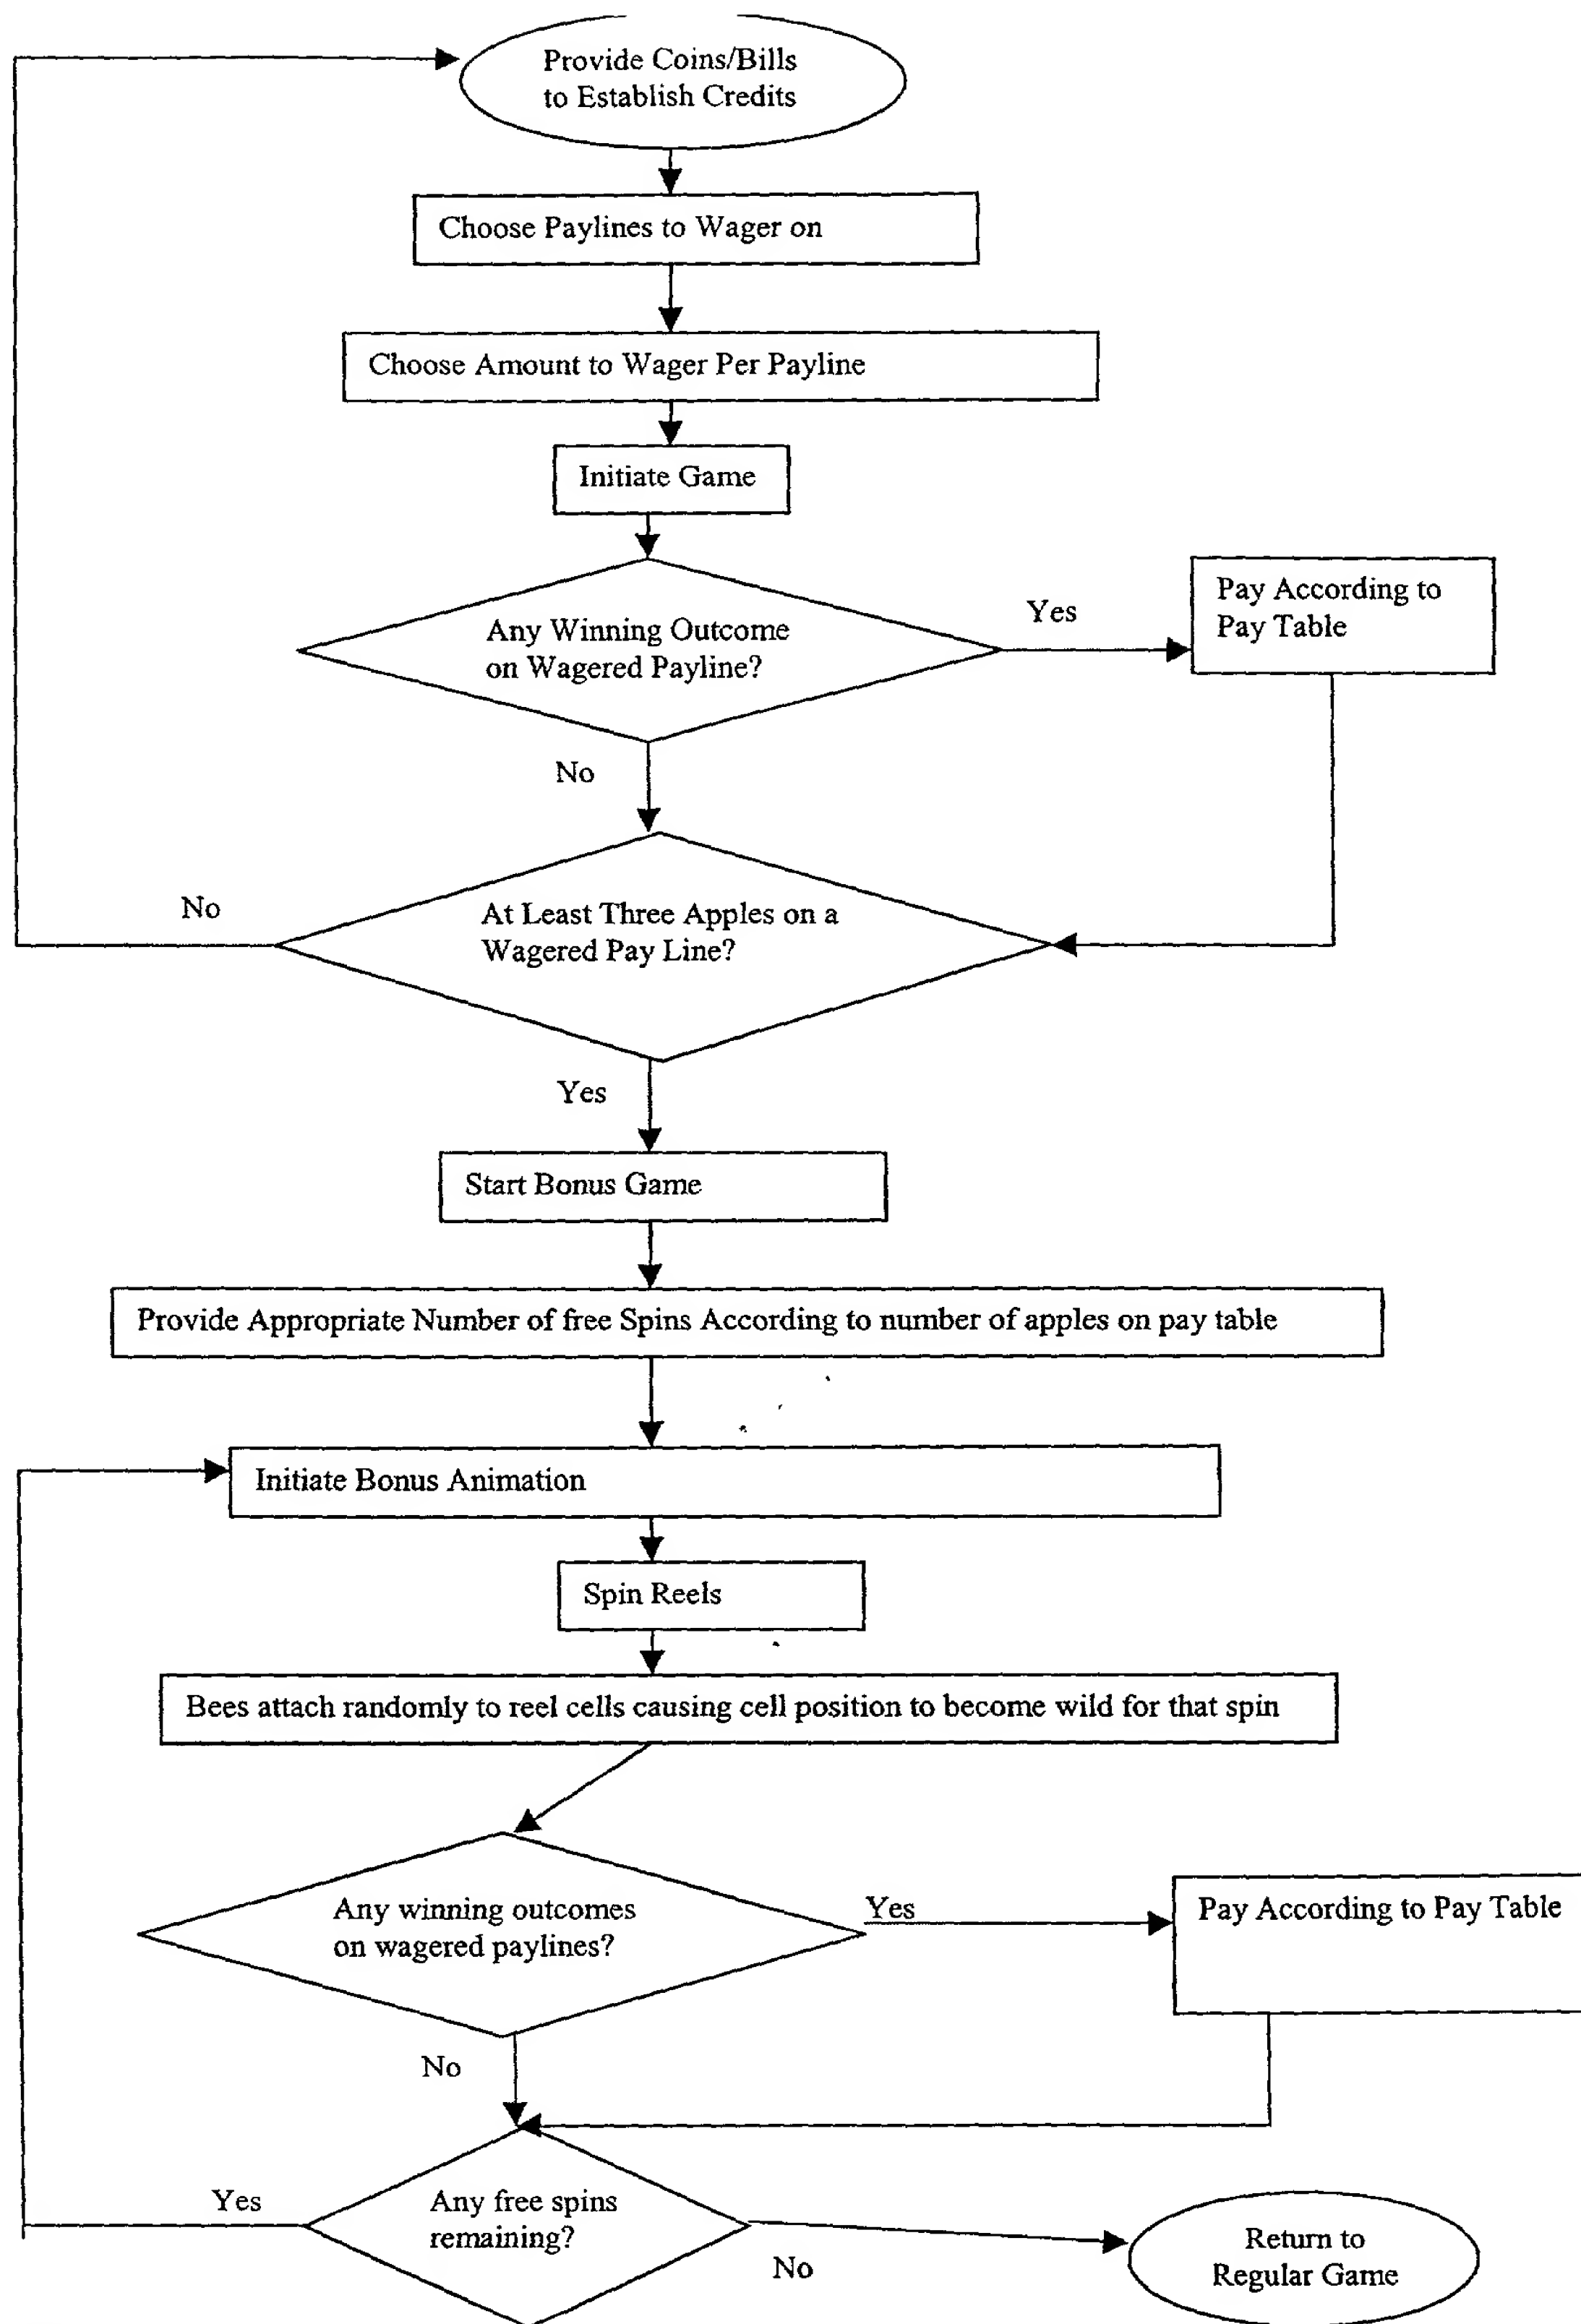 Provide Coins/Bills
to Establish Credits
Choose Paylines to Wager on
Choose Amount to Wager Per Payline
Initiate Game
Any Winning Outcome
on Wagered Payline?
Yes
Pay According to
Pay Table
No
At Least Three Apples on a
Wagered Pay Line?
No
Yes
Start Bonus Game
Provide Appropriate Number of free Spins According to number of apples on pay table
Initiate Bonus Animation
Spin Reels
Bees attach randomly to reel cells causing cell position to become wild for that spin
Any winning outcomes
on wagered paylines?
Yes
Pay According to Pay Table
No
Any free spins
remaining?
Yes
No
Return to
Regular Game